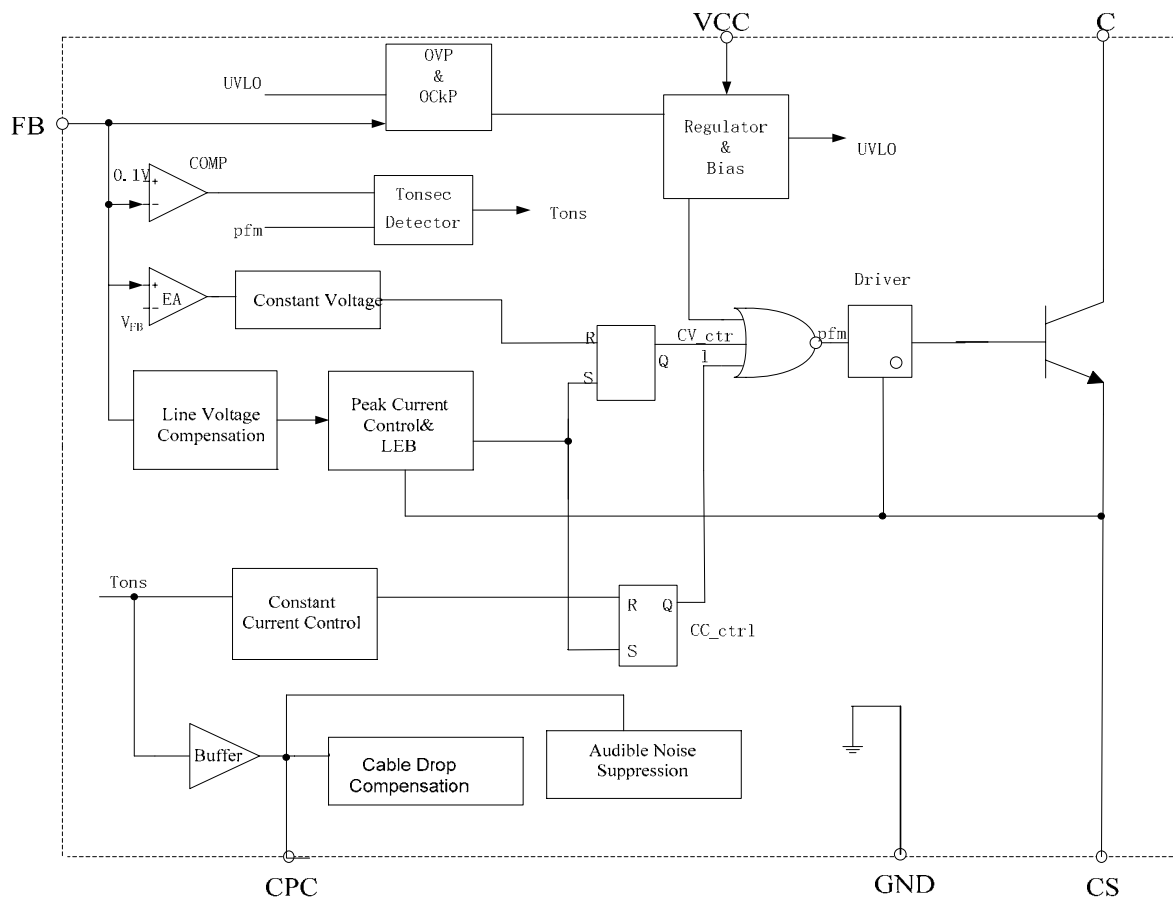 VCC
C
OVP
&
OCkP
UVLO
FB
Regulator
&
Bias
UVLO
COMP
0.1V
+
-
Tonsec
Detector
Tons
pfm
+
EA
-
VFB
Constant Voltage
Driver
R
S
Q
CV_ctr
l
pfm
Line Voltage
Compensation
Peak Current
Control&
LEB
Tons
Constant
Current Control
R
Q
S
CC_ctrl
Buffer
Cable Drop
Compensation
Audible Noise
Suppression
CPC
GND
CS